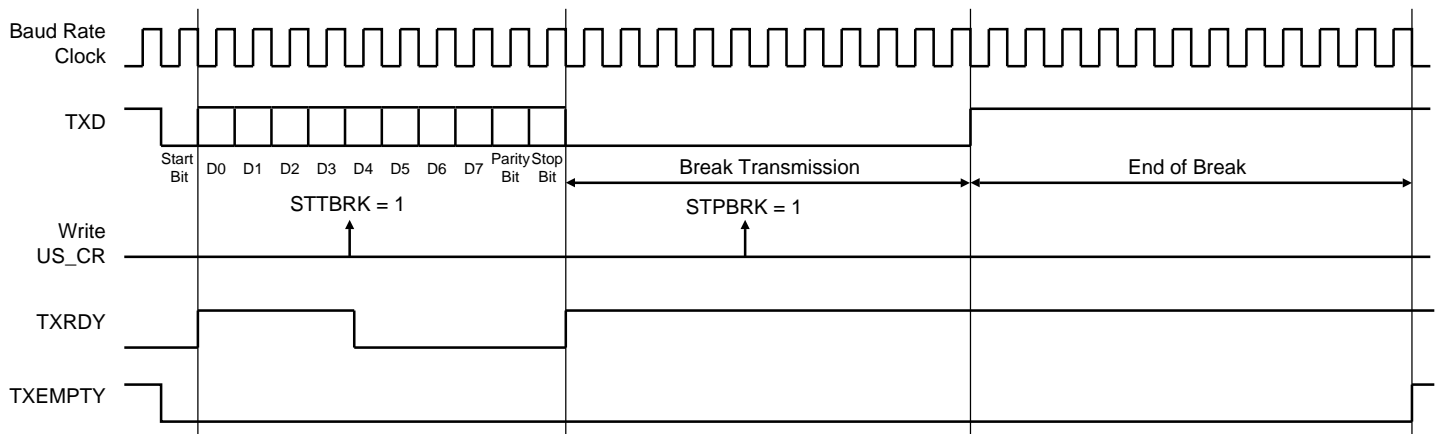 Baud Rate
Clock
TXD
Start
Bit
D0 D1 D2 D3 D4 D5 D6 D7
Parity
Bit
Stop
Bit
Break Transmission
End of Break
STTBRK = 1
STPBRK = 1
Write
US_CR
TXRDY
TXEMPTY